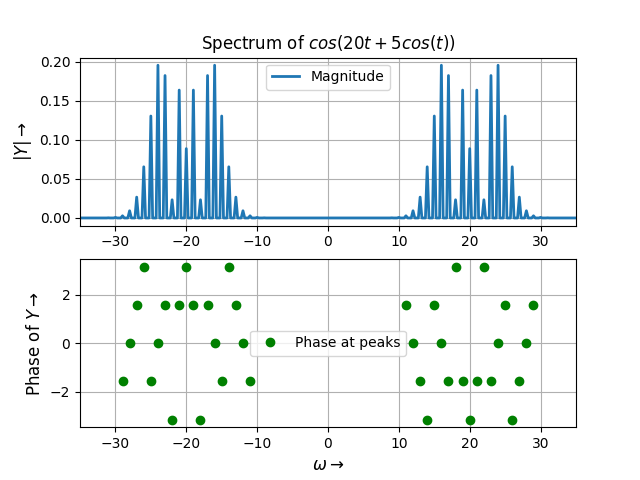 Spectrum of cos(20t + 5cos(t))
0.20
0.15
0.10
0.05
0.00
|Y| →
Magnitude
−30 −20 −10 0 10 20 30
2
0
−2
Phase of Y →
Phase at peaks
−30 −20 −10 0 10 20 30
ω →